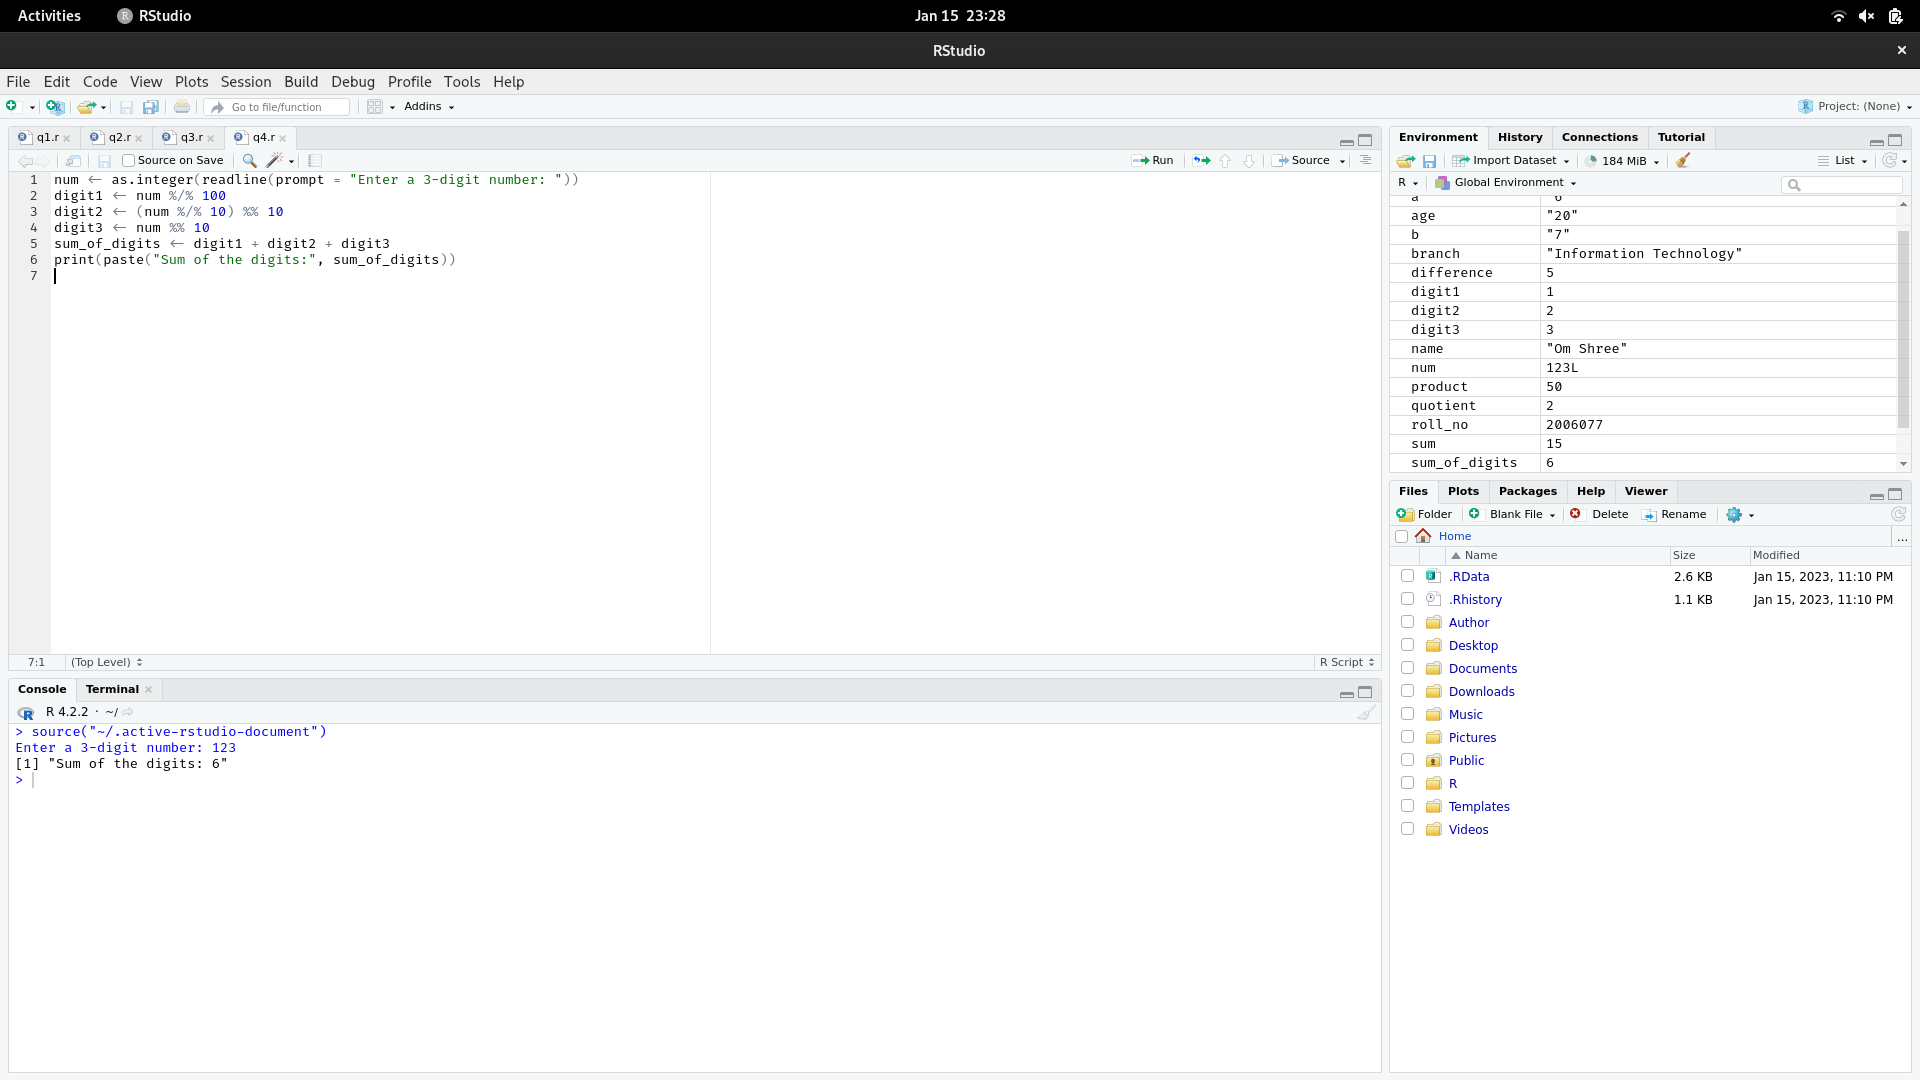 Activities RStudio Jan 15 23:28
RStudio
File Edit Code View Plots Session Build Debug Profile Tools Help
Go to file/function Addins Project: (None)
q1.r q2.r q3.r q4.r
Source on Save Run Source
1 num <- as.integer(readline(prompt = "Enter a 3-digit number: "))
2 digit1 <- num %/% 100
3 digit2 <- (num %/% 10) %% 10
4 digit3 <- num %% 10
5 sum_of_digits <- digit1 + digit2 + digit3
6 print(paste("Sum of the digits:", sum_of_digits))
7
7:1 (Top Level) R Script
Console Terminal
R 4.2.2 · ~/
> source("~/.active-rstudio-document")
Enter a 3-digit number: 123
[1] "Sum of the digits: 6"
>
Environment History Connections Tutorial
Import Dataset 184 MiB List
R Global Environment
a "6"
age "20"
b "7"
branch "Information Technology"
difference 5
digit1 1
digit2 2
digit3 3
name "Om Shree"
num 123L
product 50
quotient 2
roll_no 2006077
sum 15
sum_of_digits 6
Files Plots Packages Help Viewer
Folder Blank File Delete Rename
Home ...
Name Size Modified
.RData 2.6 KB Jan 15, 2023, 11:10 PM
.Rhistory 1.1 KB Jan 15, 2023, 11:10 PM
Author
Desktop
Documents
Downloads
Music
Pictures
Public
R
Templates
Videos